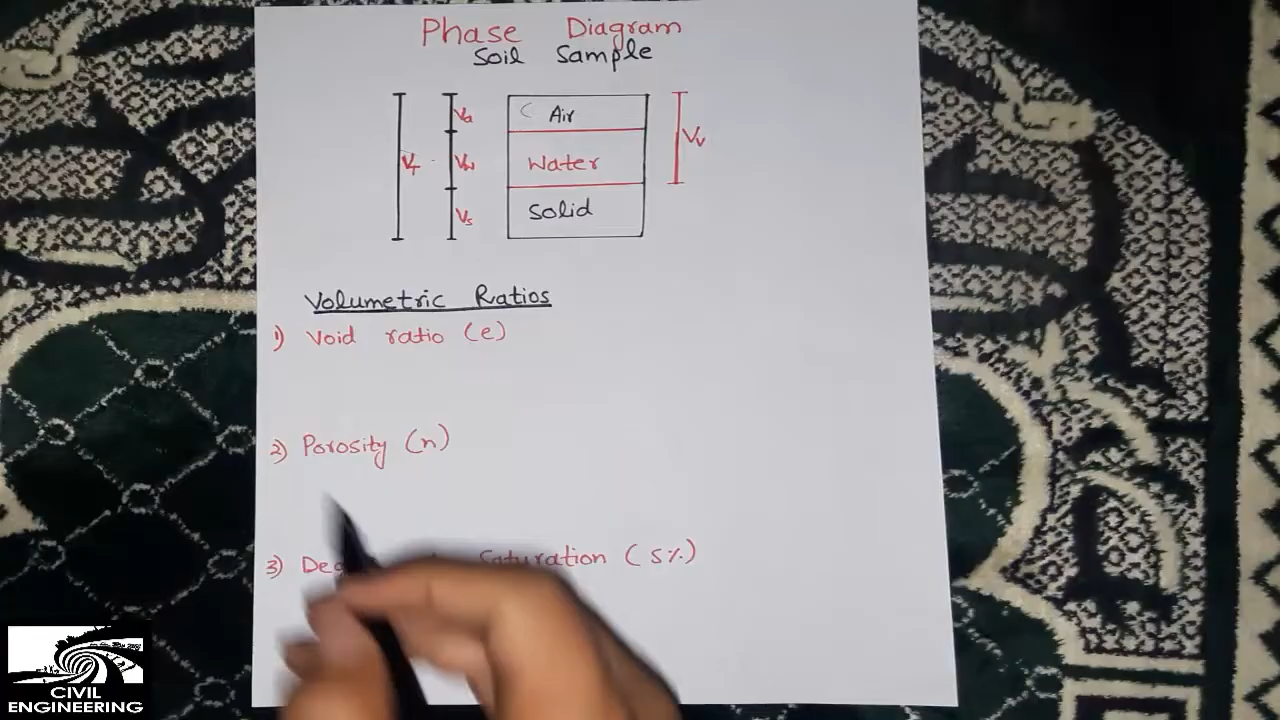 Phase Diagram
Soil Sample
Va
Air
VT
Vw
Water
Vv
Vs
Solid
Volumetric Ratios
1) Void ratio (e)
2) Porosity (n)
3) Saturation (S%)
CIVIL
ENGINEERING